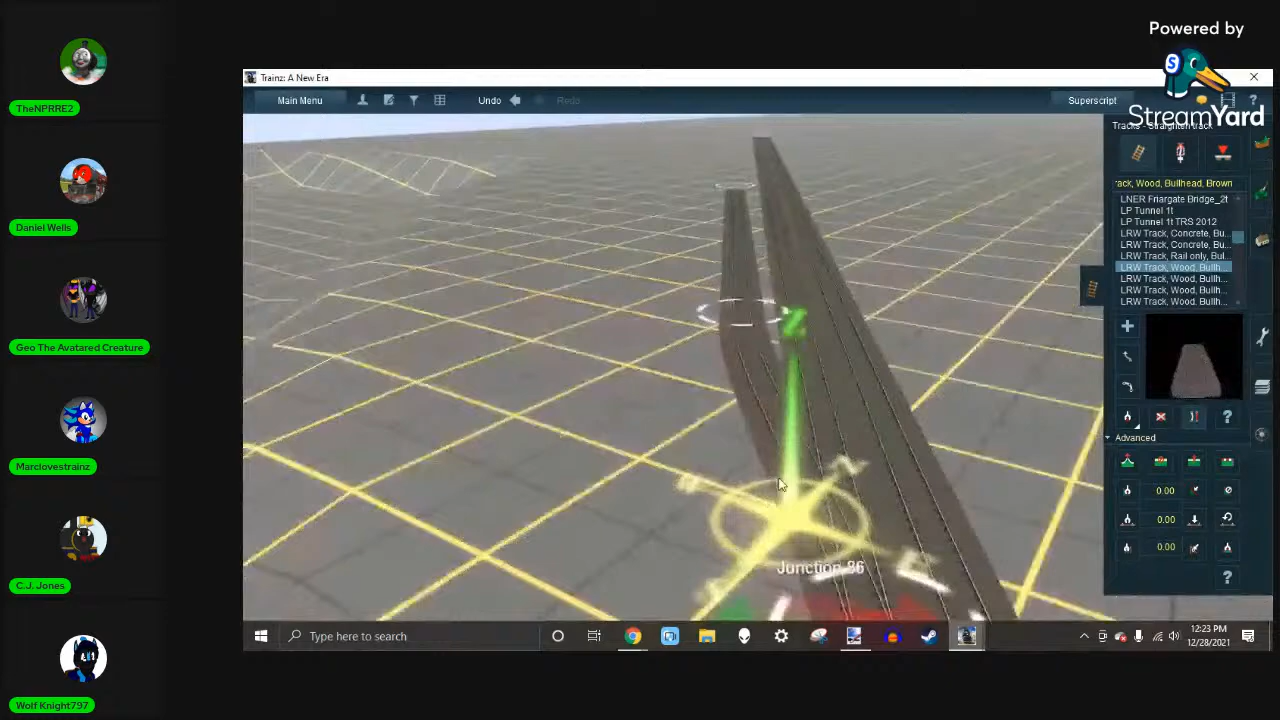 Powered by
StreamYard
TheNPRRE2
Daniel Wells
Geo The Avatared Creature
Marclovestrainz
C.J. Jones
Wolf Knight797
Trainz: A New Era
Main Menu
Undo
Redo
Superscript
Tracks - Straighten track
rack, Wood, Bullhead, Brown
LNER Friargate Bridge_2t
LP Tunnel 1t
LP Tunnel 1t TRS 2012
LRW Track, Concrete, Bu...
LRW Track, Concrete, Bu...
LRW Track, Rail only, Bul...
LRW Track, Wood, Bullh...
LRW Track, Wood, Bullh...
LRW Track, Wood, Bullh...
LRW Track, Wood, Bullh...
Advanced
0.00
0.00
0.00
N
E
Junction 86
Type here to search
12:23 PM
12/28/2021